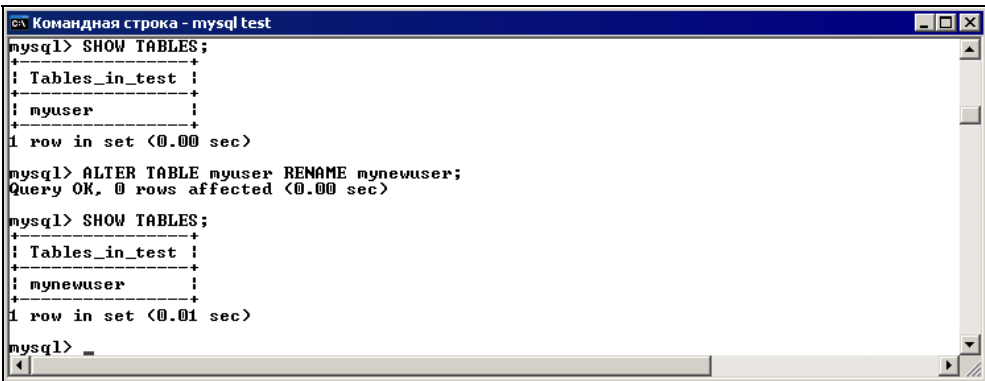 Командная строка - mysql test
mysql> SHOW TABLES;
+----------------+
| Tables_in_test |
+----------------+
| myuser         |
+----------------+
1 row in set (0.00 sec)
mysql> ALTER TABLE myuser RENAME mynewuser;
Query OK, 0 rows affected (0.00 sec)
mysql> SHOW TABLES;
+----------------+
| Tables_in_test |
+----------------+
| mynewuser      |
+----------------+
1 row in set (0.01 sec)
mysql> _